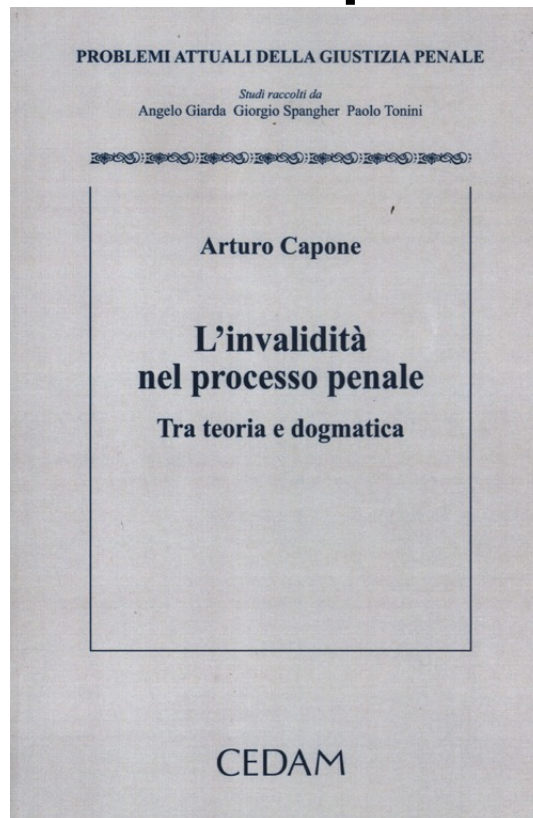 PROBLEMI ATTUALI DELLA GIUSTIZIA PENALE
Studi raccolti da
Angelo Giarda Giorgio Spangher Paolo Tonini
Arturo Capone
L'invalidità
nel processo penale
Tra teoria e dogmatica
CEDAM